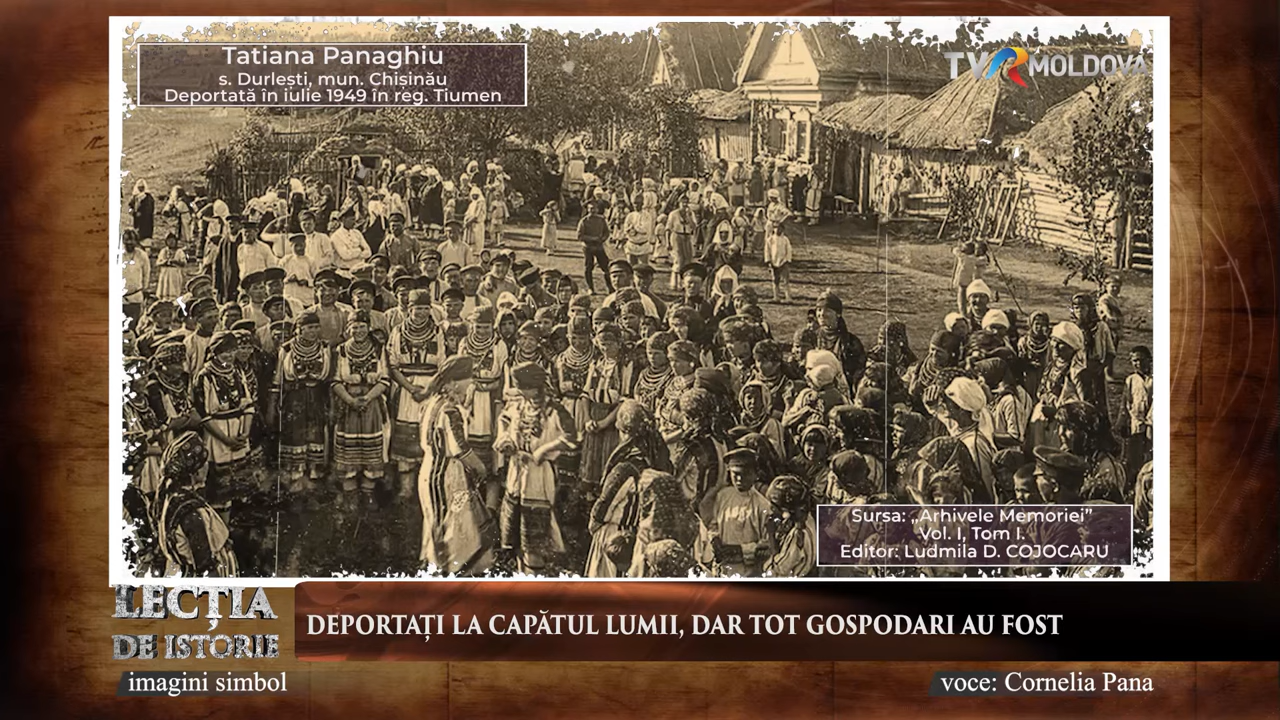 Tatiana Panaghiu
s. Durlești, mun. Chișinău
Deportată în iulie 1949 în reg. Tiumen
TVR MOLDOVA
Sursa: „Arhivele Memoriei”
Vol. I, Tom I.
Editor: Ludmila D. COJOCARU
LECȚIA
DE ISTORIE
DEPORTAȚI LA CAPĂTUL LUMII, DAR TOT GOSPODARI AU FOST
imagini simbol
voce: Cornelia Pana